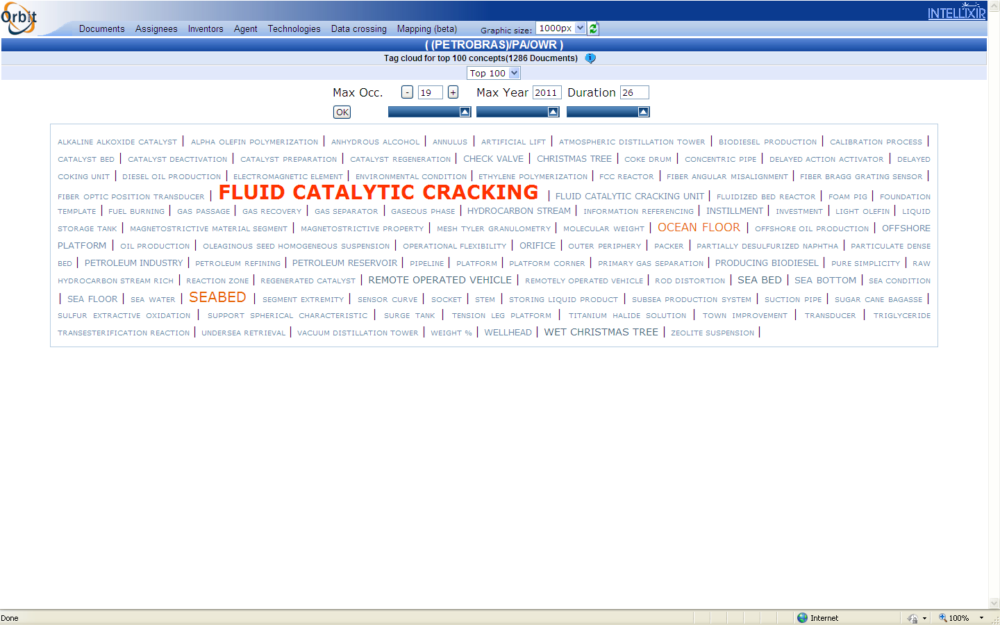 Orbit
INTELLIXIR
Documents Assignees Inventors Agent Technologies Data crossing Mapping (beta) Graphic size: 1000px
( (PETROBRAS)/PA/OWR )
Tag cloud for top 100 concepts(1286 Doucments)
Top 100
Max Occ. - 19 + Max Year 2011 Duration 26
OK
ALKALINE ALKOXIDE CATALYST | ALPHA OLEFIN POLYMERIZATION | ANHYDROUS ALCOHOL | ANNULUS | ARTIFICIAL LIFT | ATMOSPHERIC DISTILLATION TOWER | BIODIESEL PRODUCTION | CALIBRATION PROCESS |
CATALYST BED | CATALYST DEACTIVATION | CATALYST PREPARATION | CATALYST REGENERATION | CHECK VALVE | CHRISTMAS TREE | COKE DRUM | CONCENTRIC PIPE | DELAYED ACTION ACTIVATOR | DELAYED
COKING UNIT | DIESEL OIL PRODUCTION | ELECTROMAGNETIC ELEMENT | ENVIRONMENTAL CONDITION | ETHYLENE POLYMERIZATION | FCC REACTOR | FIBER ANGULAR MISALIGNMENT | FIBER BRAGG GRATING SENSOR |
FIBER OPTIC POSITION TRANSDUCER | FLUID CATALYTIC CRACKING | FLUID CATALYTIC CRACKING UNIT | FLUIDIZED BED REACTOR | FOAM PIG | FOUNDATION
TEMPLATE | FUEL BURNING | GAS PASSAGE | GAS RECOVERY | GAS SEPARATOR | GASEOUS PHASE | HYDROCARBON STREAM | INFORMATION REFERENCING | INSTILLMENT | INVESTMENT | LIGHT OLEFIN | LIQUID
STORAGE TANK | MAGNETOSTRICTIVE MATERIAL SEGMENT | MAGNETOSTRICTIVE PROPERTY | MESH TYLER GRANULOMETRY | MOLECULAR WEIGHT | OCEAN FLOOR | OFFSHORE OIL PRODUCTION | OFFSHORE
PLATFORM | OIL PRODUCTION | OLEAGINOUS SEED HOMOGENEOUS SUSPENSION | OPERATIONAL FLEXIBILITY | ORIFICE | OUTER PERIPHERY | PACKER | PARTIALLY DESULFURIZED NAPHTHA | PARTICULATE DENSE
BED | PETROLEUM INDUSTRY | PETROLEUM REFINING | PETROLEUM RESERVOIR | PIPELINE | PLATFORM | PLATFORM CORNER | PRIMARY GAS SEPARATION | PRODUCING BIODIESEL | PURE SIMPLICITY | RAW
HYDROCARBON STREAM RICH | REACTION ZONE | REGENERATED CATALYST | REMOTE OPERATED VEHICLE | REMOTELY OPERATED VEHICLE | ROD DISTORTION | SEA BED | SEA BOTTOM | SEA CONDITION
| SEA FLOOR | SEA WATER | SEABED | SEGMENT EXTREMITY | SENSOR CURVE | SOCKET | STEM | STORING LIQUID PRODUCT | SUBSEA PRODUCTION SYSTEM | SUCTION PIPE | SUGAR CANE BAGASSE |
SULFUR EXTRACTIVE OXIDATION | SUPPORT SPHERICAL CHARACTERISTIC | SURGE TANK | TENSION LEG PLATFORM | TITANIUM HALIDE SOLUTION | TOWN IMPROVEMENT | TRANSDUCER | TRIGLYCERIDE
TRANSESTERIFICATION REACTION | UNDERSEA RETRIEVAL | VACUUM DISTILLATION TOWER | WEIGHT % | WELLHEAD | WET CHRISTMAS TREE | ZEOLITE SUSPENSION |
Done Internet 100%